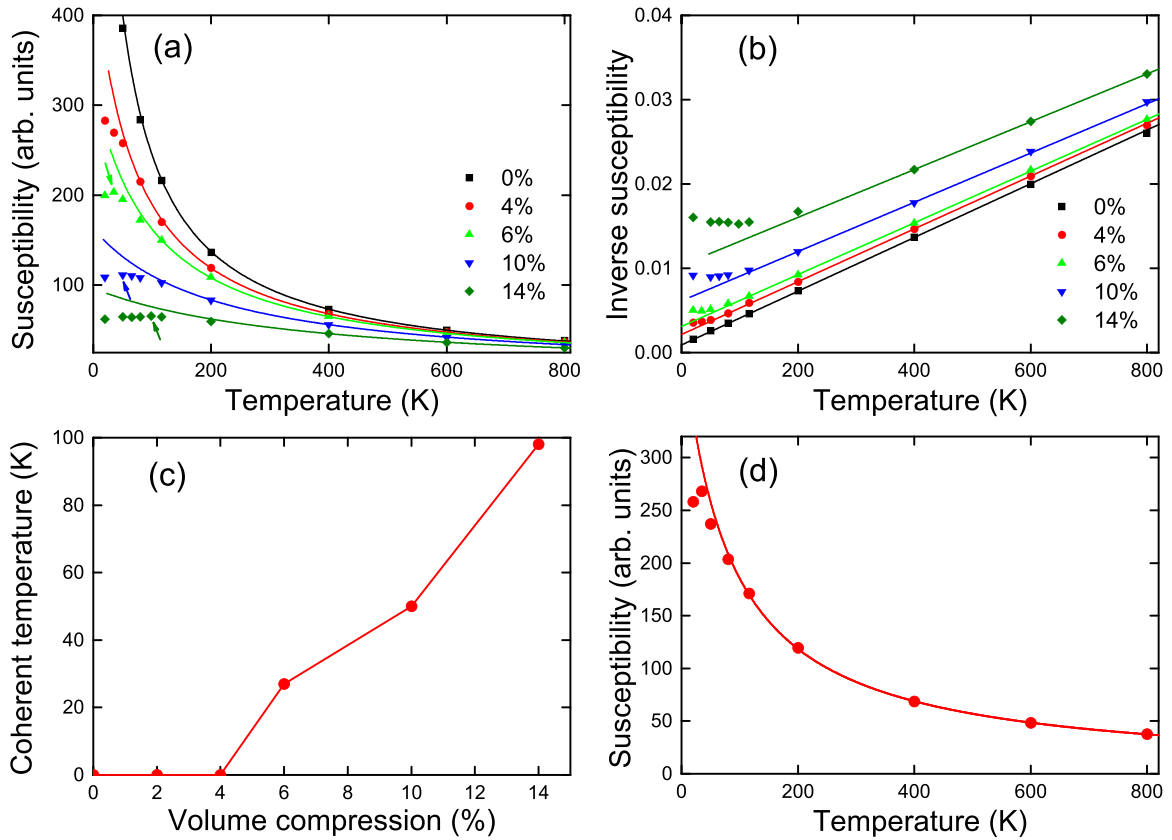 (a)
Susceptibility (arb. units)
400
300
200
100
0%
4%
6%
10%
14%
0 200 400 600 800
Temperature (K)
(b)
Inverse susceptibility
0.04
0.03
0.02
0.01
0.00
0%
4%
6%
10%
14%
0 200 400 600 800
Temperature (K)
(c)
Coherent temperature (K)
100
80
60
40
20
0
0 2 4 6 8 10 12 14
Volume compression (%)
(d)
Susceptibility (arb. units)
300
250
200
150
100
50
0
0 200 400 600 800
Temperature (K)